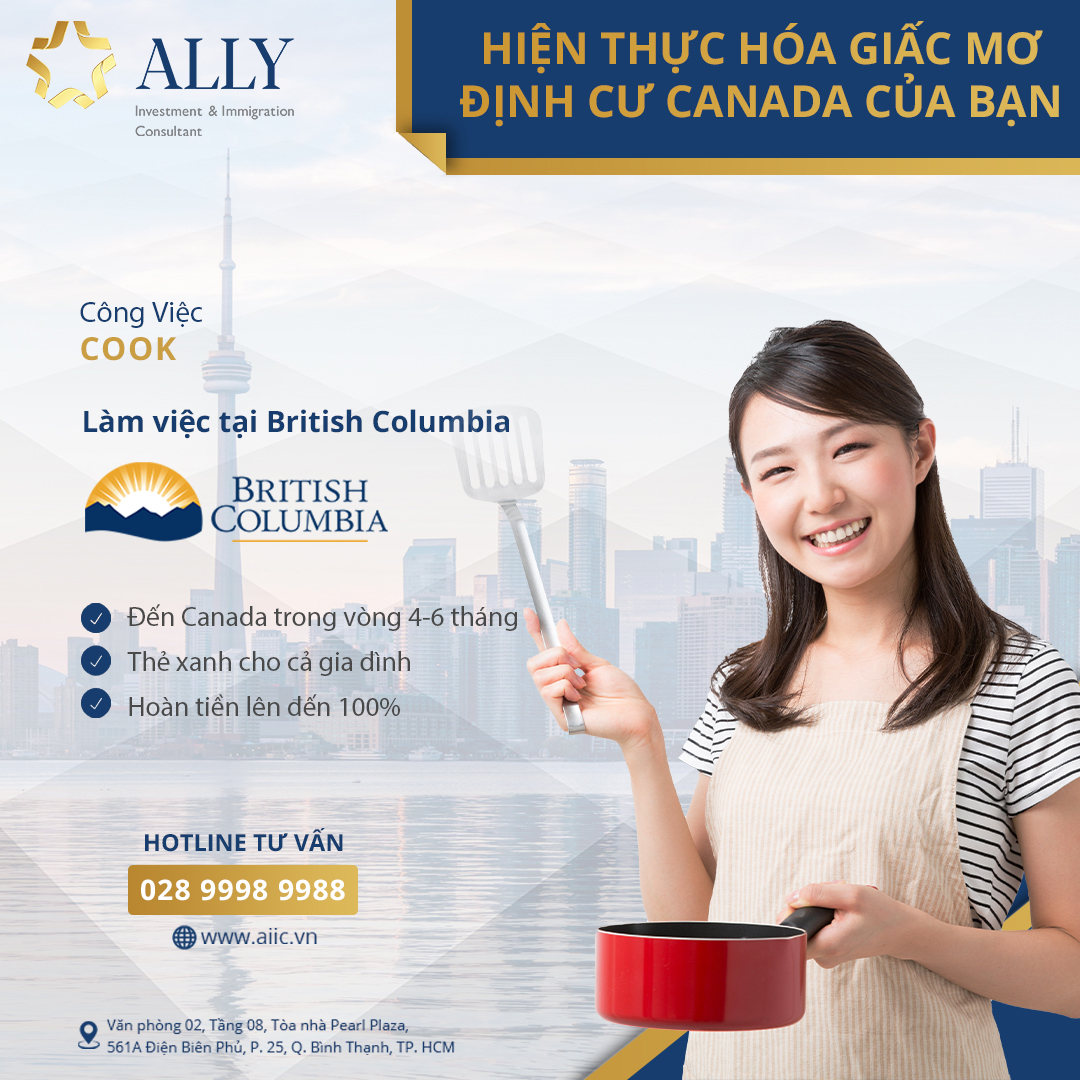 ALLY
Investment & Immigration
Consultant
HIỆN THỰC HÓA GIẤC MƠ
ĐỊNH CƯ CANADA CỦA BẠN
Công Việc
COOK
Làm việc tại British Columbia
BRITISH
COLUMBIA
Đến Canada trong vòng 4-6 tháng
Thẻ xanh cho cả gia đình
Hoàn tiền lên đến 100%
HOTLINE TƯ VẤN
028 9998 9988
www.aiic.vn
Văn phòng 02, Tầng 08, Tòa nhà Pearl Plaza,
561A Điện Biên Phủ, P. 25, Q. Bình Thạnh, TP. HCM